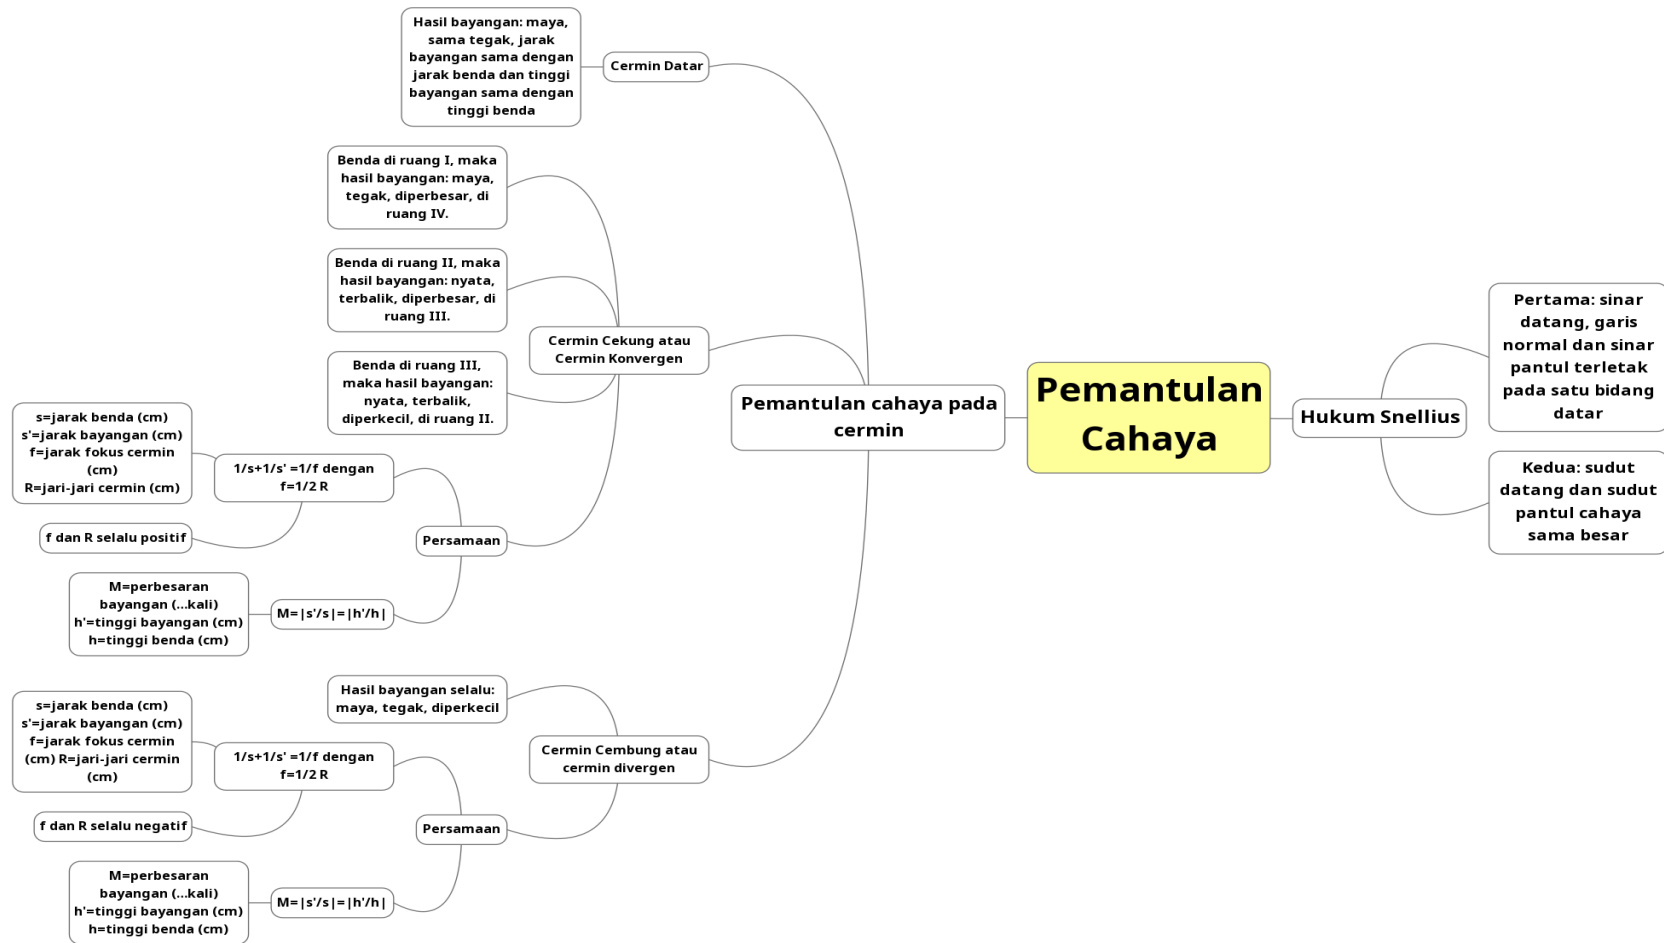 Hasil bayangan: maya,
sama tegak, jarak
bayangan sama dengan
jarak benda dan tinggi
bayangan sama dengan
tinggi benda
Cermin Datar
Benda di ruang I, maka
hasil bayangan: maya,
tegak, diperbesar, di
ruang IV.
Benda di ruang II, maka
hasil bayangan: nyata,
terbalik, diperbesar, di
ruang III.
Benda di ruang III,
maka hasil bayangan:
nyata, terbalik,
diperkecil, di ruang II.
Cermin Cekung atau
Cermin Konvergen
s=jarak benda (cm)
s'=jarak bayangan (cm)
f=jarak fokus cermin
(cm)
R=jari-jari cermin (cm)
f dan R selalu positif
1/s+1/s' =1/f dengan
f=1/2 R
Persamaan
M=perbesaran
bayangan (...kali)
h'=tinggi bayangan (cm)
h=tinggi benda (cm)
M=|s'/s|=|h'/h|
Hasil bayangan selalu:
maya, tegak, diperkecil
Cermin Cembung atau
cermin divergen
s=jarak benda (cm)
s'=jarak bayangan (cm)
f=jarak fokus cermin
(cm) R=jari-jari cermin
(cm)
f dan R selalu negatif
1/s+1/s' =1/f dengan
f=1/2 R
Persamaan
M=perbesaran
bayangan (...kali)
h'=tinggi bayangan (cm)
h=tinggi benda (cm)
M=|s'/s|=|h'/h|
Pemantulan cahaya pada
cermin
Pemantulan
Cahaya
Hukum Snellius
Pertama: sinar
datang, garis
normal dan sinar
pantul terletak
pada satu bidang
datar
Kedua: sudut
datang dan sudut
pantul cahaya
sama besar